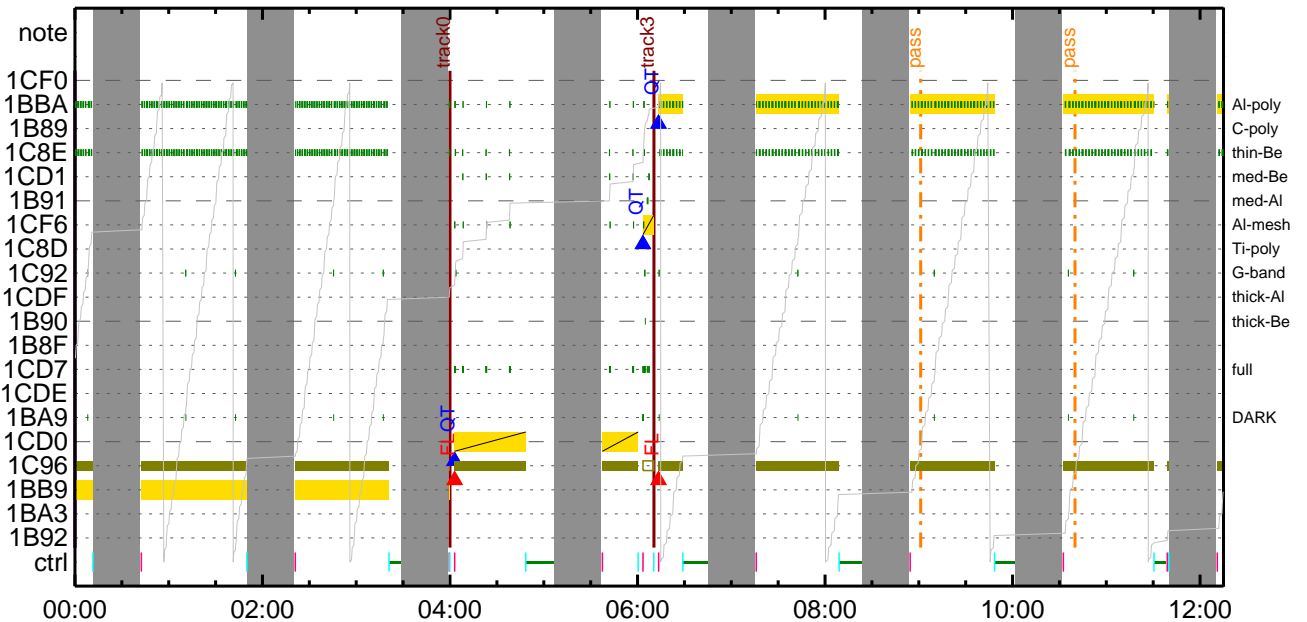 note
track0
track3
pass
pass
1CF0
QT
1BBA
Al-poly
1B89
C-poly
1C8E
thin-Be
1CD1
med-Be
1B91
med-Al
QT
1CF6
Al-mesh
1C8D
Ti-poly
1C92
G-band
1CDF
thick-Al
1B90
thick-Be
1B8F
1CD7
full
1CDE
1BA9
DARK
QT
1CD0
FL
FL
1C96
1BB9
1BA3
1B92
ctrl
00:00 02:00 04:00 06:00 08:00 10:00 12:00